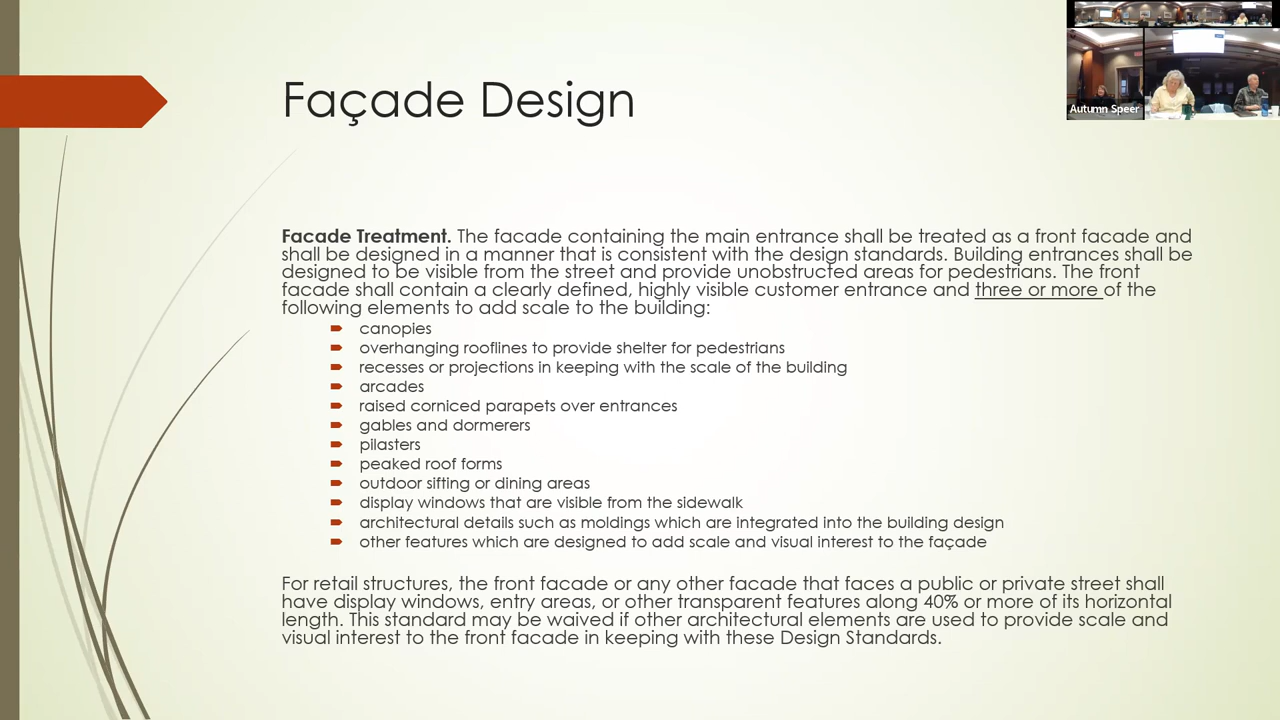 Façade Design
Autumn Speer
Facade Treatment. The facade containing the main entrance shall be treated as a front facade and
shall be designed in a manner that is consistent with the design standards. Building entrances shall be
designed to be visible from the street and provide unobstructed areas for pedestrians. The front
facade shall contain a clearly defined, highly visible customer entrance and three or more of the
following elements to add scale to the building:
canopies
overhanging rooflines to provide shelter for pedestrians
recesses or projections in keeping with the scale of the building
arcades
raised corniced parapets over entrances
gables and dormerers
pilasters
peaked roof forms
outdoor sifting or dining areas
display windows that are visible from the sidewalk
architectural details such as moldings which are integrated into the building design
other features which are designed to add scale and visual interest to the façade
For retail structures, the front facade or any other facade that faces a public or private street shall
have display windows, entry areas, or other transparent features along 40% or more of its horizontal
length. This standard may be waived if other architectural elements are used to provide scale and
visual interest to the front facade in keeping with these Design Standards.